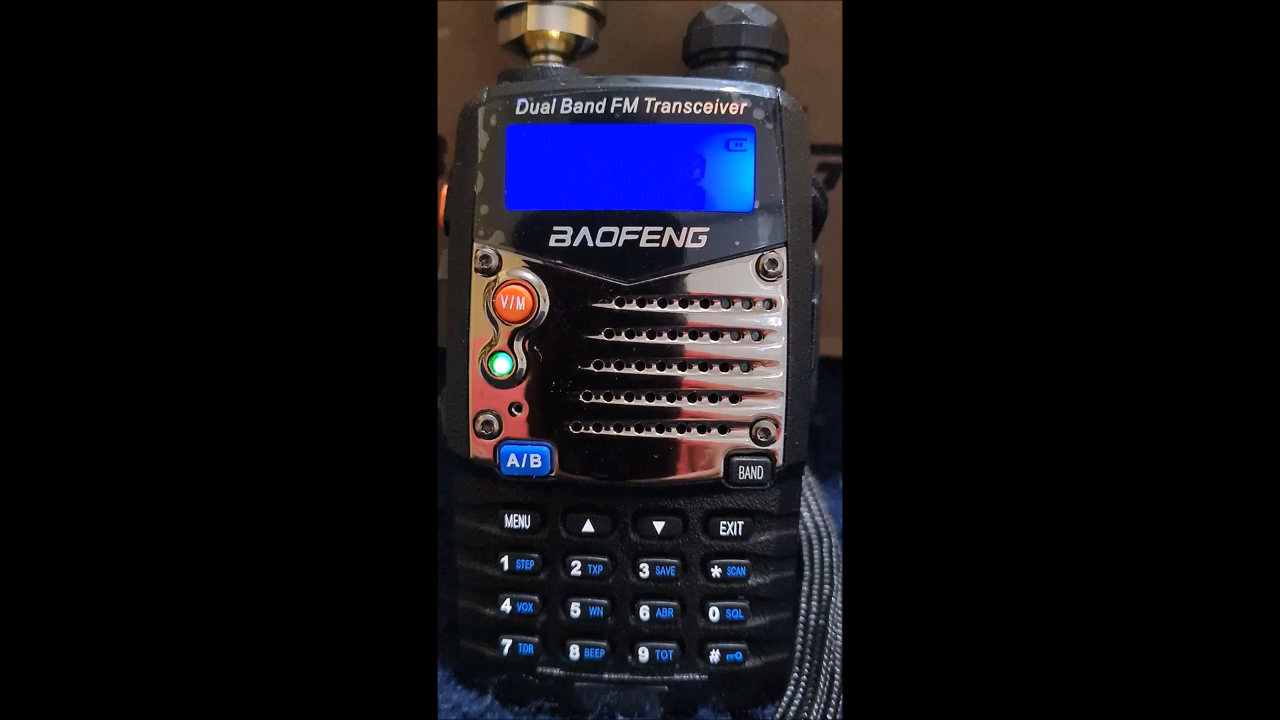 Dual Band FM Transceiver
BAOFENG
V/M
A/B
BAND
MENU ▲ ▼ EXIT
1 STEP 2 TXP 3 SAVE * SCAN
4 VOX 5 WN 6 ABR 0 SQL
7 TDR 8 BEEP 9 TOT #